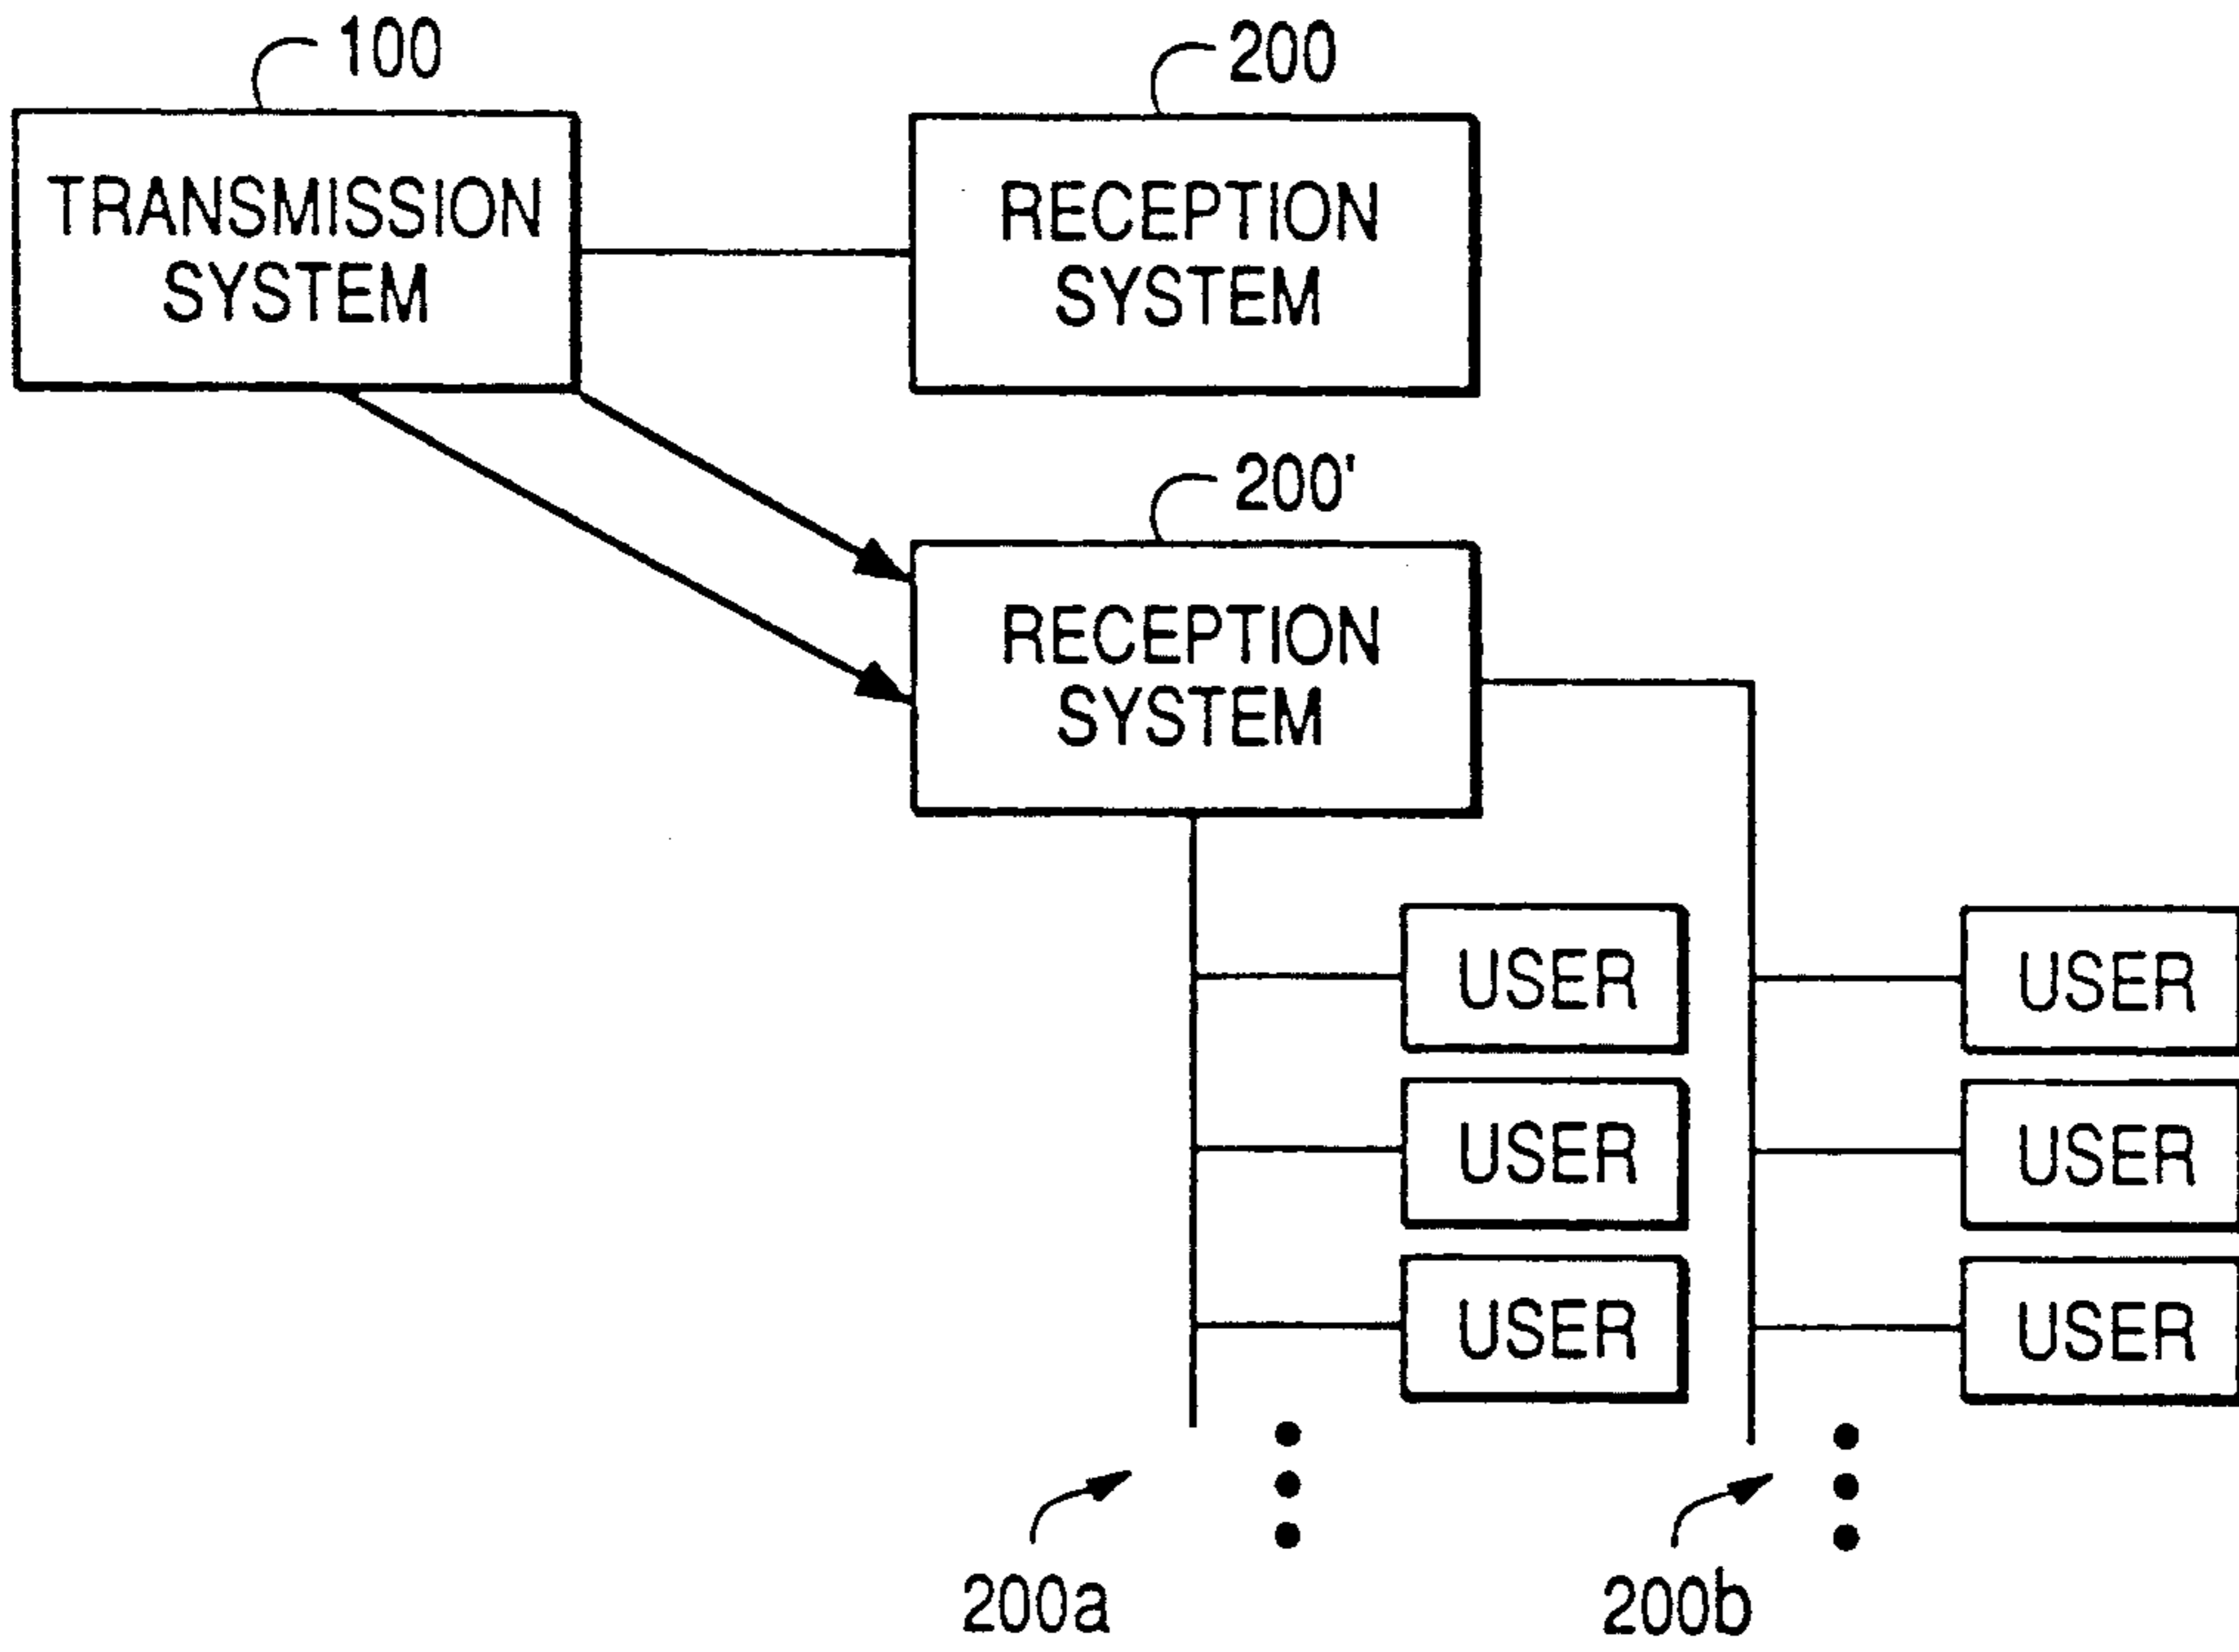 100
200
TRANSMISSION
SYSTEM
RECEPTION
SYSTEM
200'
RECEPTION
SYSTEM
USER
USER
USER
USER
USER
USER
200a
200b